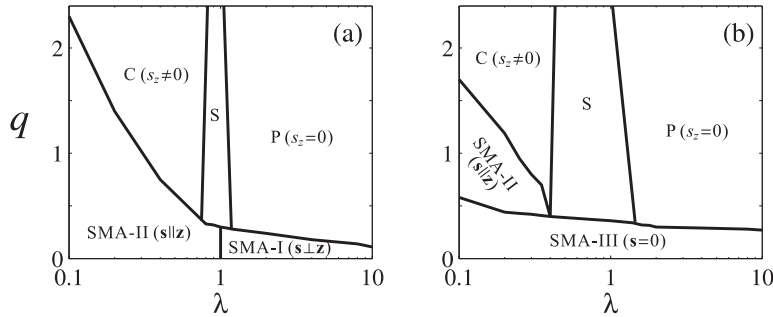 (a)
2
C (s_z≠0)
S
P (s_z=0)
q
1
SMA-II (s||z)
SMA-I (s⊥z)
0
0.1
1
10
λ
(b)
2
C (s_z≠0)
S
P (s_z=0)
1
SMA-II
(s||z)
SMA-III (s=0)
0
0.1
1
10
λ